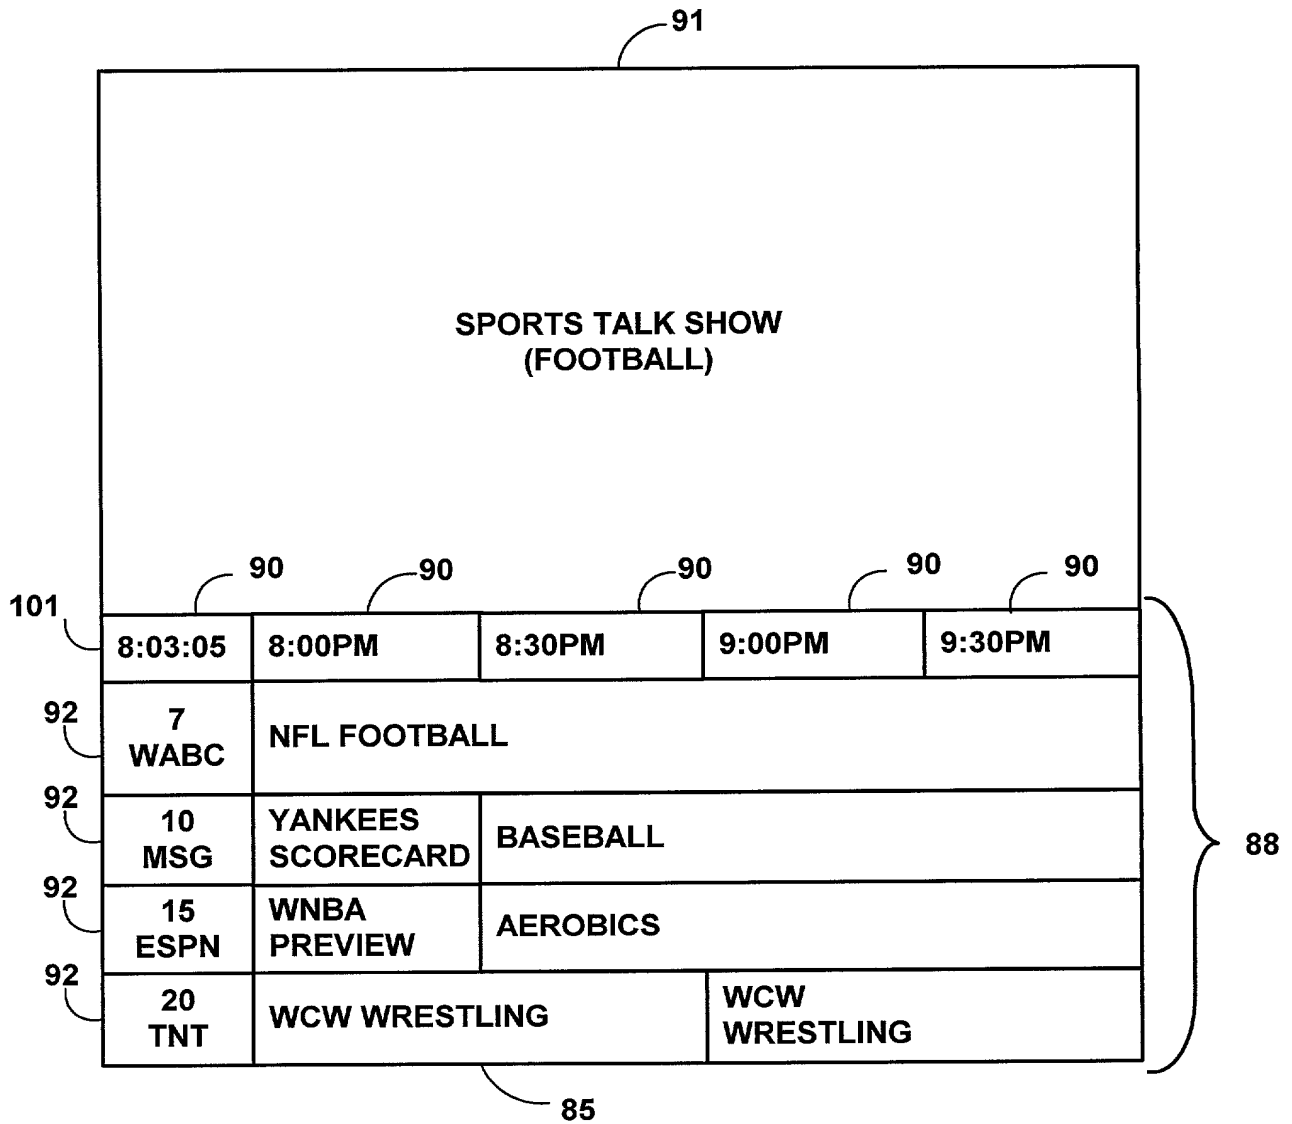 91
SPORTS TALK SHOW
(FOOTBALL)
90 90 90 90 90
101
8:03:05 8:00PM 8:30PM 9:00PM 9:30PM
92
7
WABC
NFL FOOTBALL
92
10
MSG
YANKEES
SCORECARD
BASEBALL
88
92
15
ESPN
WNBA
PREVIEW
AEROBICS
92
20
TNT
WCW WRESTLING
WCW
WRESTLING
85